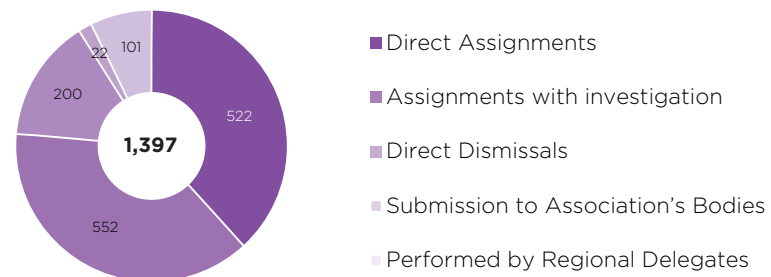 101
22
Direct Assignments
200
Assignments with investigation
522
1,397
Direct Dismissals
Submission to Association's Bodies
552
Performed by Regional Delegates